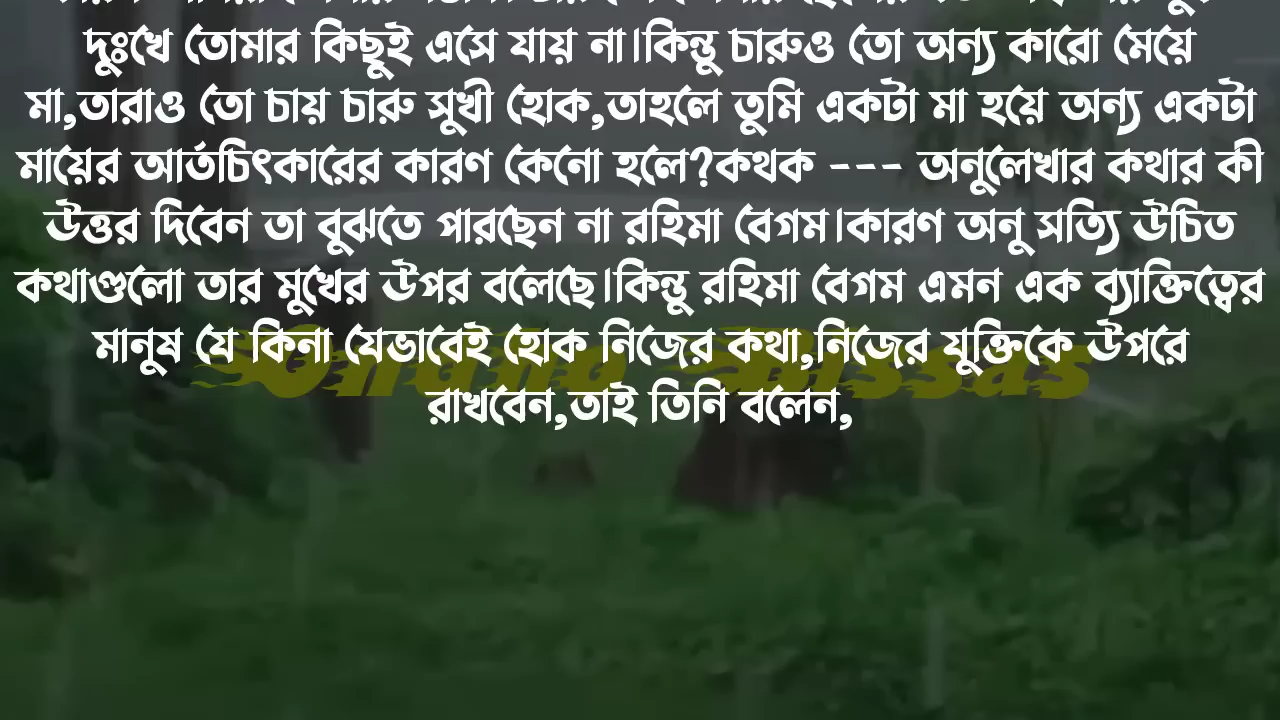 দুঃখে তোমার কিছুই এসে যায় না।কিন্তু চারুও তো অন্য কারো মেয়ে
মা,তারাও তো চায় চারু সুখী হোক,তাহলে তুমি একটা মা হয়ে অন্য একটা
মায়ের আর্তচিৎকারের কারণ কেনো হলে?কথক --- অনুলেখার কথার কী
উত্তর দিবেন তা বুঝতে পারছেন না রহিমা বেগম।কারণ অনু সত্যি উচিত
কথাগুলো তার মুখের উপর বলেছে।কিন্তু রহিমা বেগম এমন এক ব্যাক্তিত্বের
মানুষ যে কিনা যেভাবেই হোক নিজের কথা,নিজের যুক্তিকে উপরে
রাখবেন,তাই তিনি বলেন,